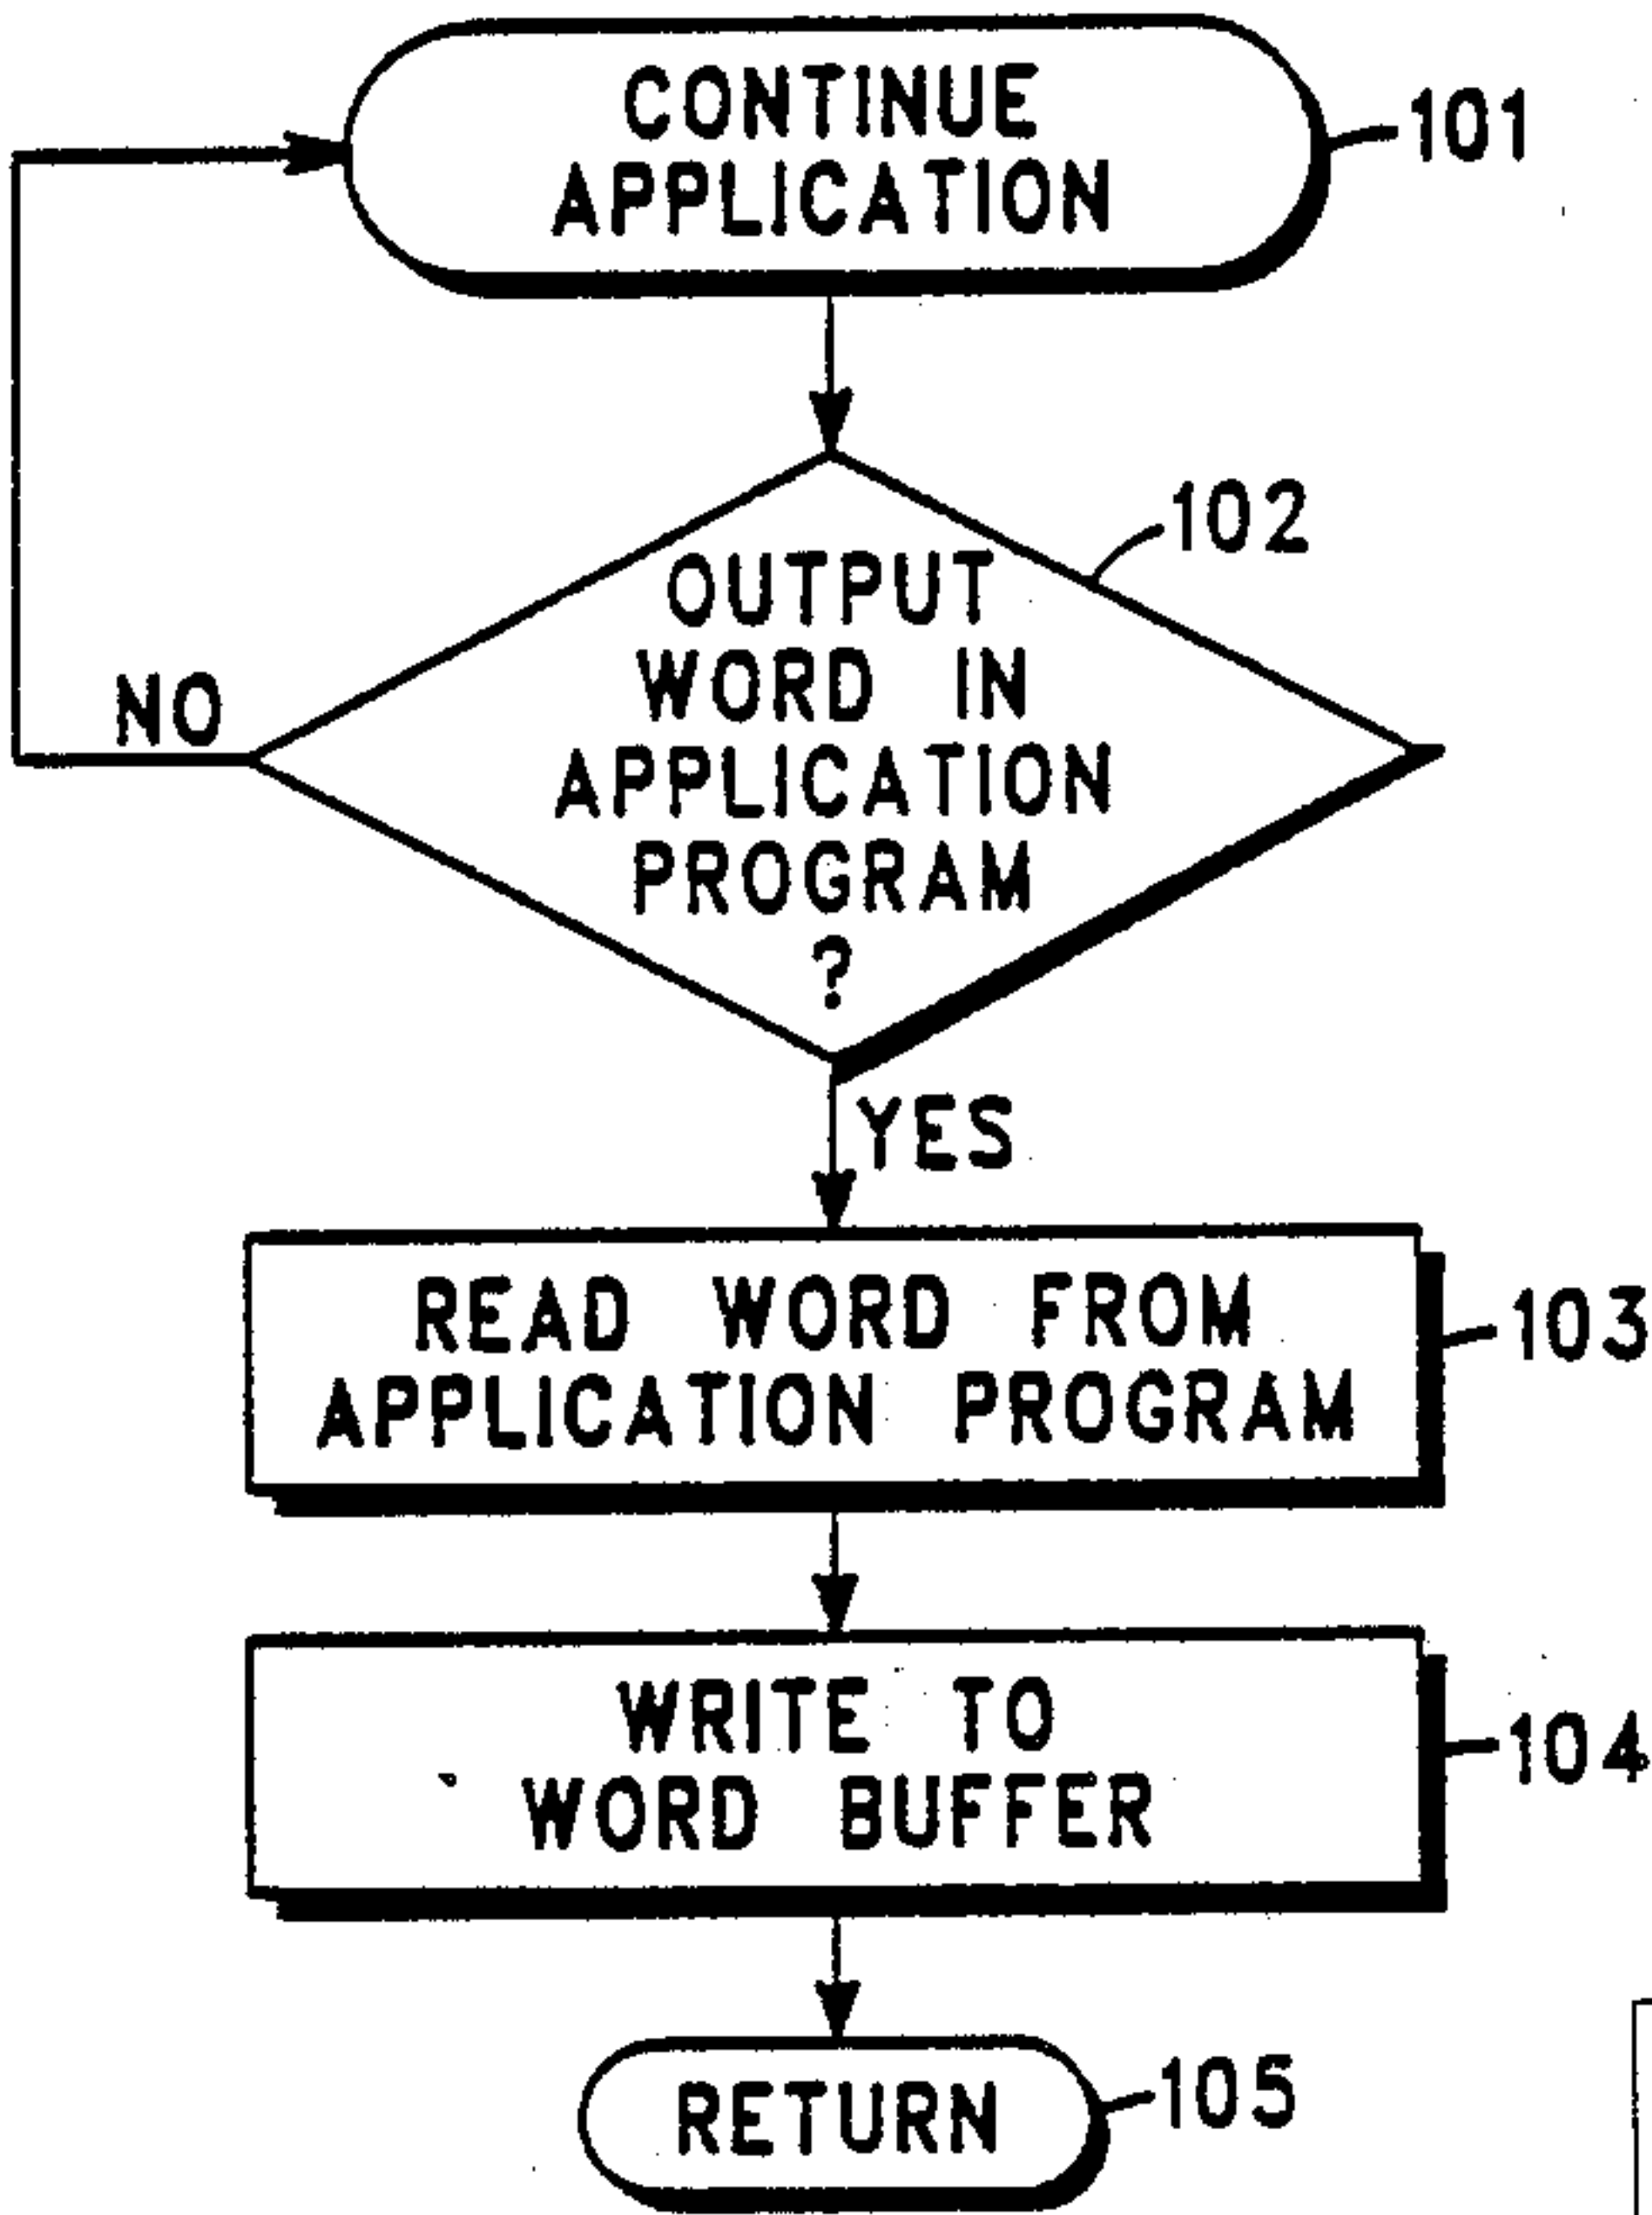 CONTINUE
APPLICATION
101
102
OUTPUT
WORD IN
APPLICATION
PROGRAM
?
NO
YES
READ WORD FROM
APPLICATION PROGRAM
103
WRITE TO
WORD BUFFER
104
RETURN
105